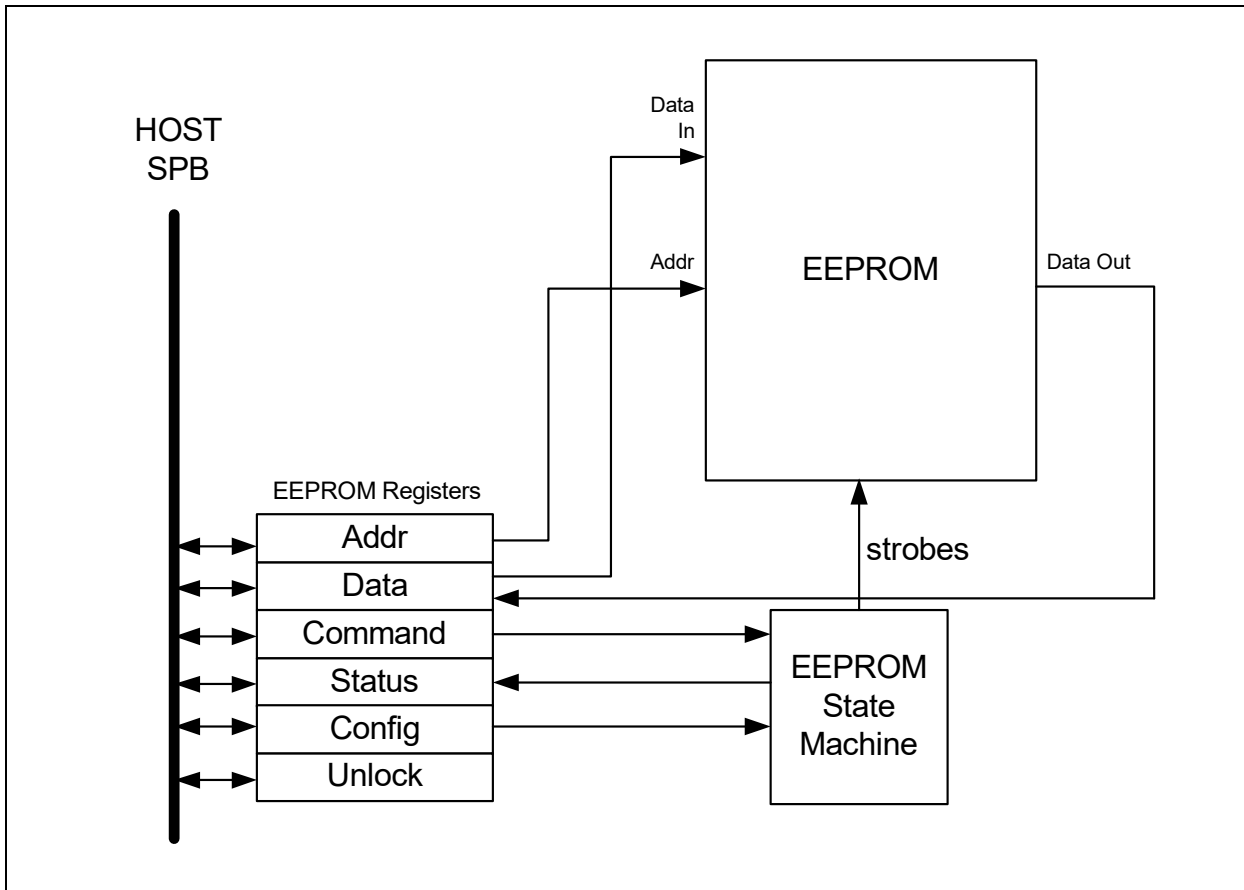 HOST
SPB
Data
In
Addr
EEPROM
Data Out
EEPROM Registers
Addr
Data
Command
Status
Config
Unlock
strobes
EEPROM
State
Machine